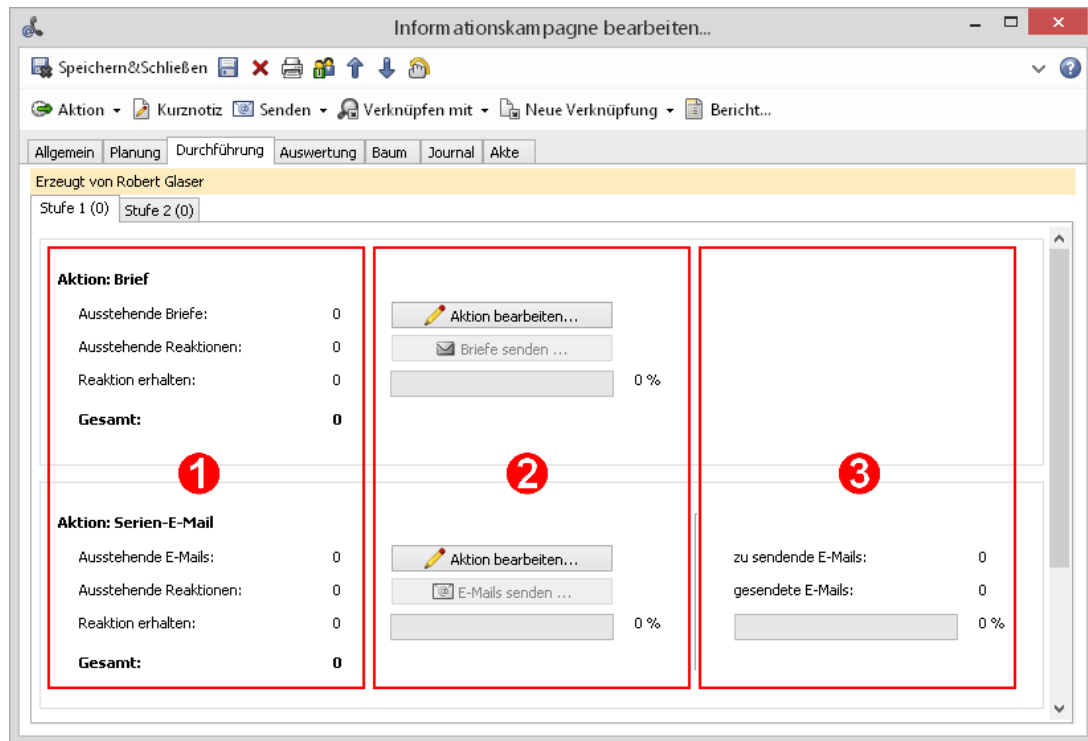 Informationskampagne bearbeiten...
Speichern&Schließen
Aktion Kurznotiz Senden Verknüpfen mit Neue Verknüpfung Bericht...
Allgemein Planung Durchführung Auswertung Baum Journal Akte
Erzeugt von Robert Glaser
Stufe 1 (0) Stufe 2 (0)
Aktion: Brief
Ausstehende Briefe: 0 Aktion bearbeiten...
Ausstehende Reaktionen: 0 Briefe senden ...
Reaktion erhalten: 0 0 %
Gesamt: 0
1 2 3
Aktion: Serien-E-Mail
Ausstehende E-Mails: 0 Aktion bearbeiten... zu sendende E-Mails: 0
Ausstehende Reaktionen: 0 E-Mails senden ... gesendete E-Mails: 0
Reaktion erhalten: 0 0 % 0 %
Gesamt: 0